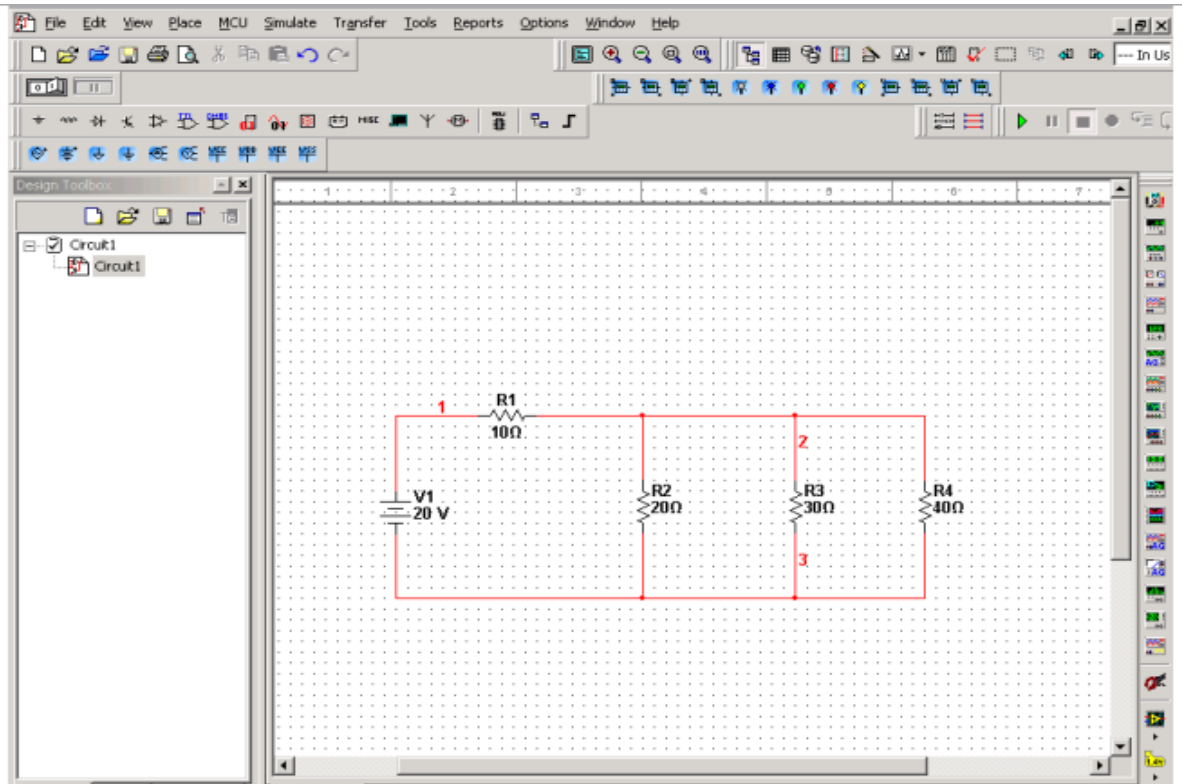 File Edit View Place MCU Simulate Transfer Tools Reports Options Window Help
--- In Us
MISC
Design Toolbox
Circuit1
Circuit1
1 2 3 4 5 6 7
1
R1
10Ω
2
V1
20 V
R2
20Ω
R3
30Ω
R4
40Ω
3